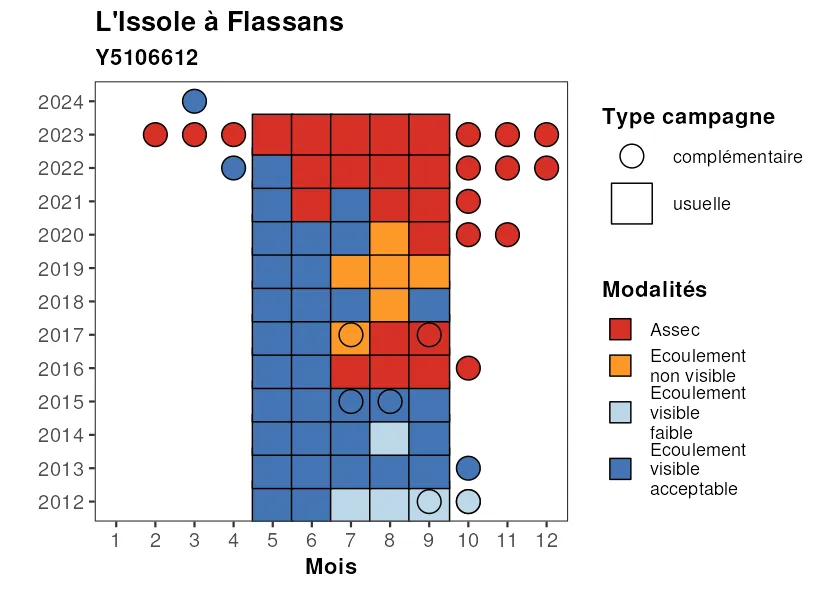 L'Issole à Flassans
Y5106612
2024
2023
2022
2021
2020
2019
2018
2017
2016
2015
2014
2013
2012
1 2 3 4 5 6 7 8 9 10 11 12
Mois
Type campagne
complémentaire
usuelle
Modalités
Assec
Ecoulement
non visible
Ecoulement
visible
faible
Ecoulement
visible
acceptable